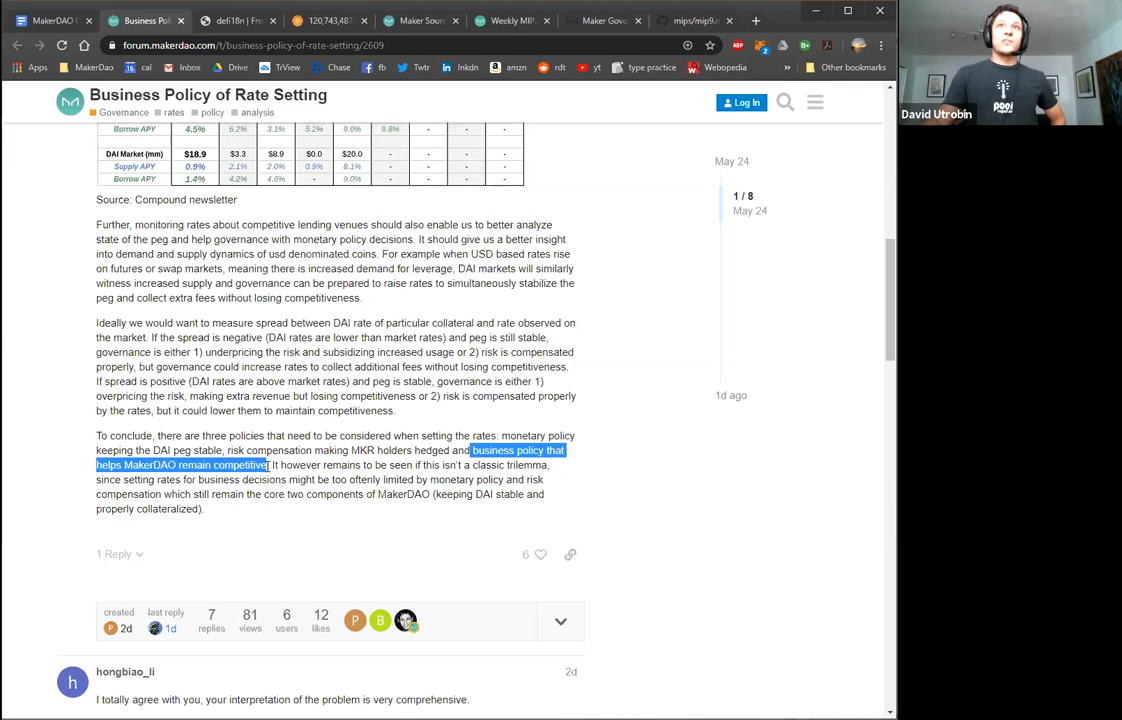 MakerDAO C
Business Poli
defi18n | Fre
120,743,487
Maker Sourc
Weekly MIP
Maker Gove
mips/mip9.m
forum.makerdao.com/t/business-policy-of-rate-setting/2609
Apps
MakerDao
cal
Inbox
Drive
TrView
Chase
fb
Twtr
lnkdn
amzn
rdt
yt
type practice
Webopedia
»
Other bookmarks
Business Policy of Rate Setting
Governance
rates
policy
analysis
Log In
Borrow APY 4.5% 6.2% 3.1% 5.2% 9.0% 9.8% - - -
DAI Market (mm) $18.9 $3.3 $8.9 $0.0 $20.0 - - - -
Supply APY 0.9% 2.1% 2.0% 0.9% 8.1% - - - -
Borrow APY 1.4% 4.2% 4.6% - 9.0% - - - -
Source: Compound newsletter
Further, monitoring rates about competitive lending venues should also enable us to better analyze
state of the peg and help governance with monetary policy decisions. It should give us a better insight
into demand and supply dynamics of usd denominated coins. For example when USD based rates rise
on futures or swap markets, meaning there is increased demand for leverage, DAI markets will similarly
witness increased supply and governance can be prepared to raise rates to simultaneously stabilize the
peg and collect extra fees without losing competitiveness.
Ideally we would want to measure spread between DAI rate of particular collateral and rate observed on
the market. If the spread is negative (DAI rates are lower than market rates) and peg is still stable,
governance is either 1) underpricing the risk and subsidizing increased usage or 2) risk is compensated
properly, but governance could increase rates to collect additional fees without losing competitiveness.
If spread is positive (DAI rates are above market rates) and peg is stable, governance is either 1)
overpricing the risk, making extra revenue but losing competitiveness or 2) risk is compensated properly
by the rates, but it could lower them to maintain competitiveness.
To conclude, there are three policies that need to be considered when setting the rates: monetary policy
keeping the DAI peg stable, risk compensation making MKR holders hedged and business policy that
helps MakerDAO remain competitive. It however remains to be seen if this isn't a classic trilemma,
since setting rates for business decisions might be too oftenly limited by monetary policy and risk
compensation which still remain the core two components of MakerDAO (keeping DAI stable and
properly collateralized).
1 Reply
6
created
P 2d
last reply
1d
7
replies
81
views
6
users
12
likes
P
B
hongbiao_li
2d
h
I totally agree with you, your interpretation of the problem is very comprehensive.
May 24
1 / 8
May 24
1d ago
David Utrobin